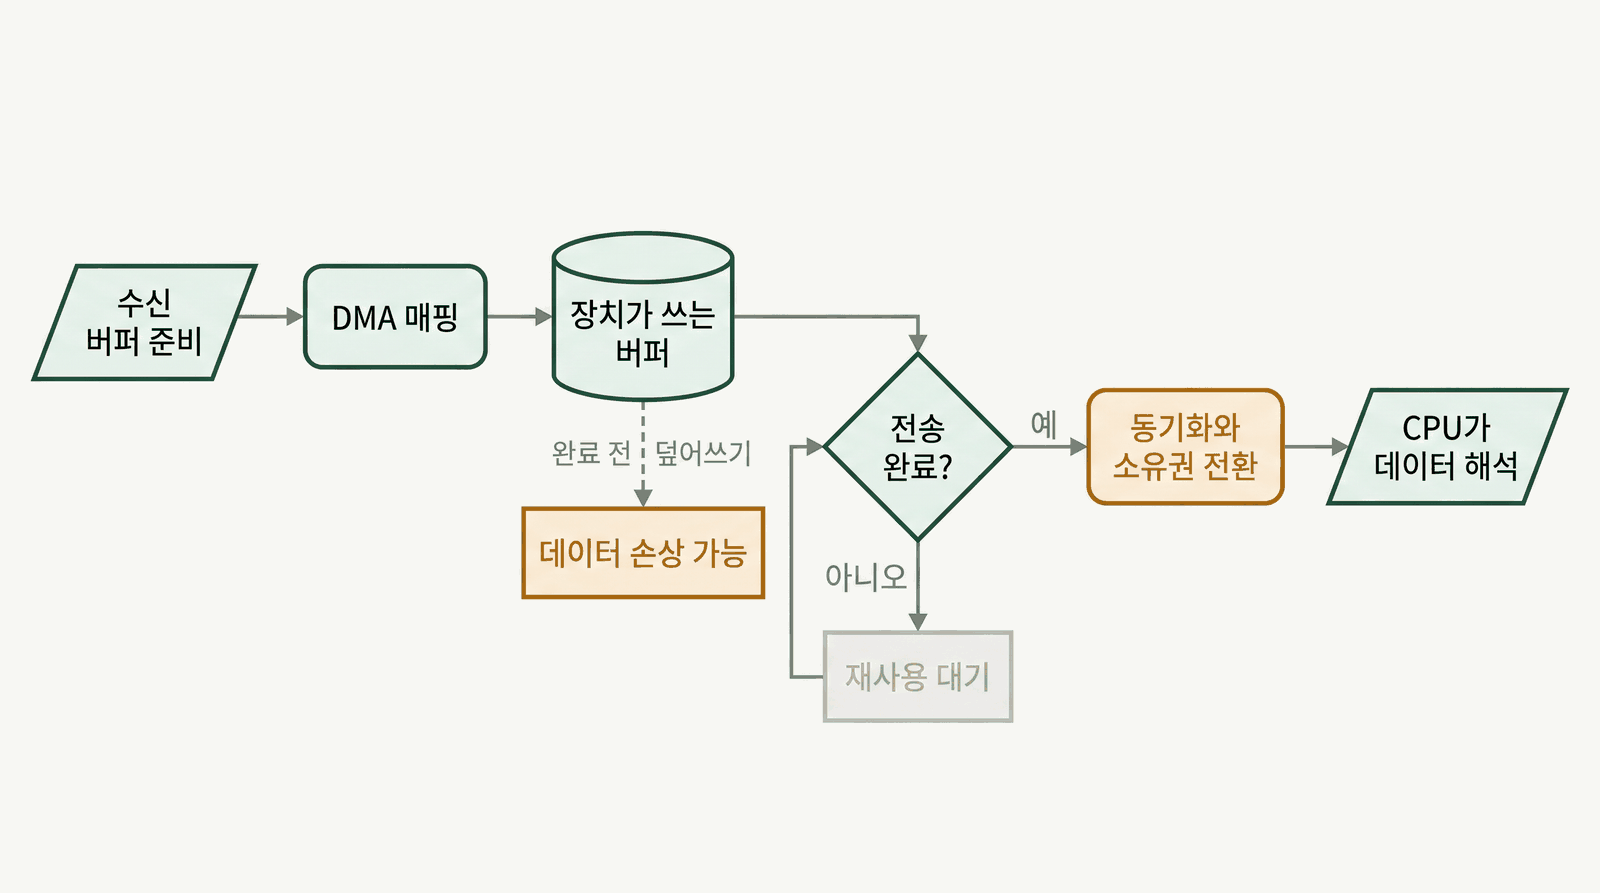 수신
버퍼 준비
DMA 매핑
장치가 쓰는
버퍼
완료 전 덮어쓰기
데이터 손상 가능
전송
완료?
예
아니오
재사용 대기
동기화와
소유권 전환
CPU가
데이터 해석